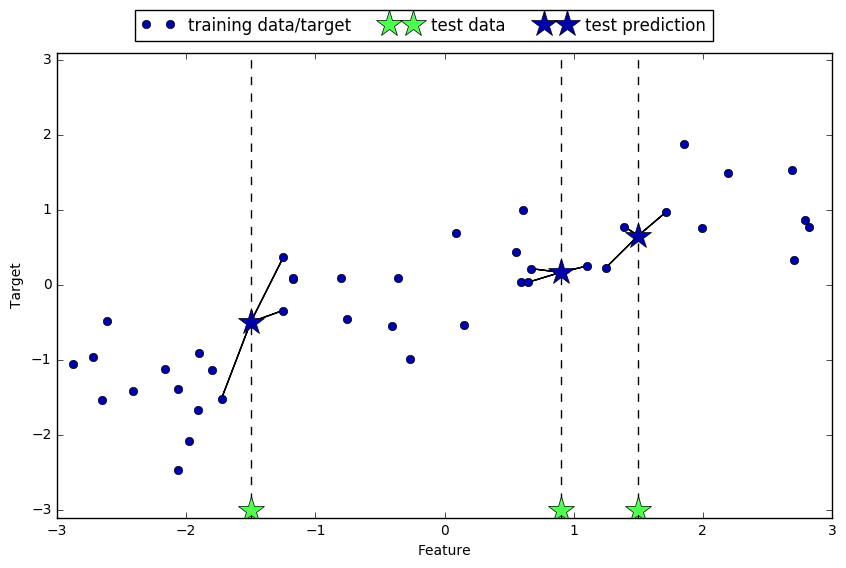 training data/target test data test prediction
3
2
1
0
−1
−2
−3
Target
−3 −2 −1 0 1 2 3
Feature